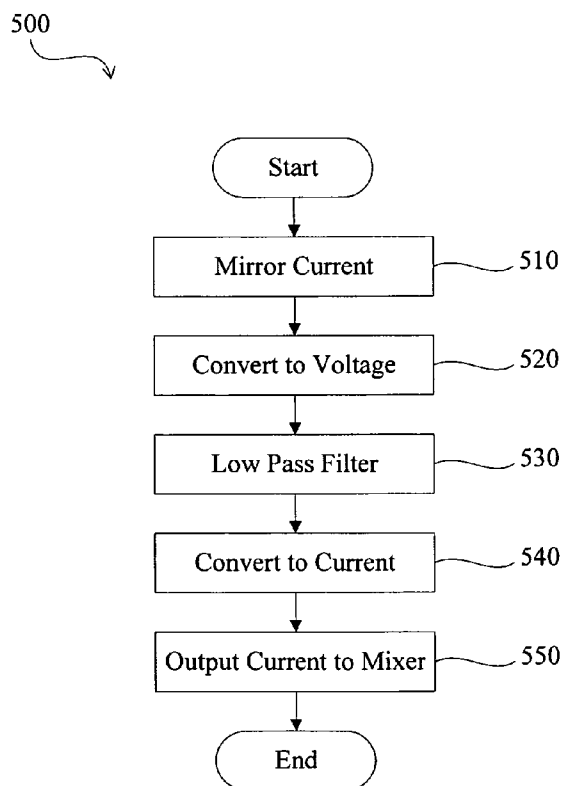 500
Start
Mirror Current
510
Convert to Voltage
520
Low Pass Filter
530
Convert to Current
540
Output Current to Mixer
550
End